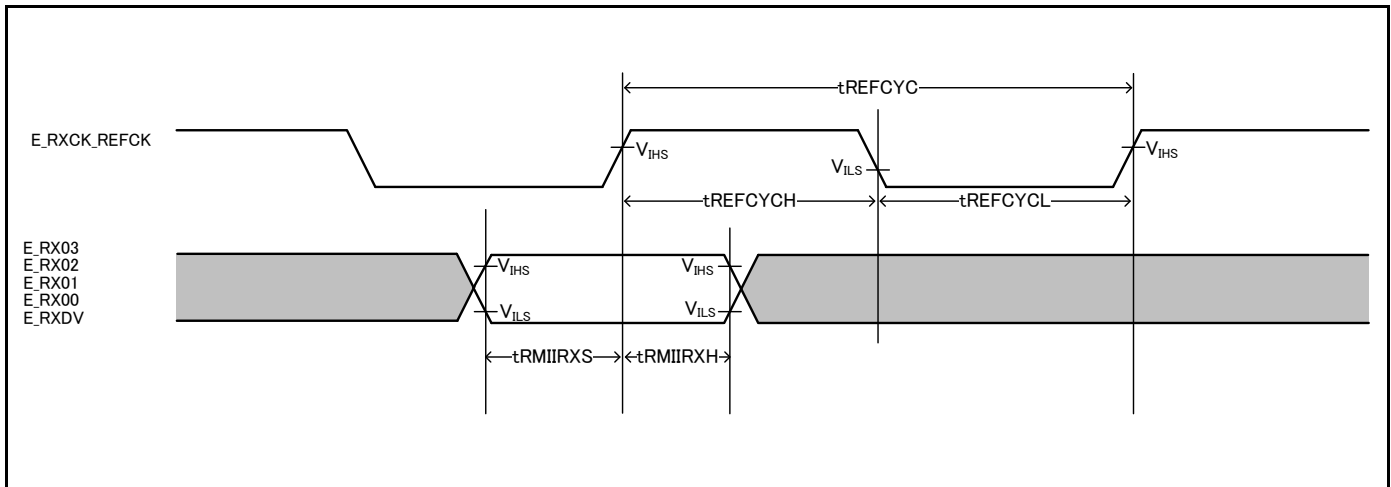 tREFCYC
E_RXCK_REFCK
VIHS
VILS
VIHS
tREFCYCH
tREFCYCL
E_RX03
E_RX02
E_RX01
E_RX00
E_RXDV
VIHS
VIHS
VILS
VILS
tRMIIRXS
tRMIIRXH